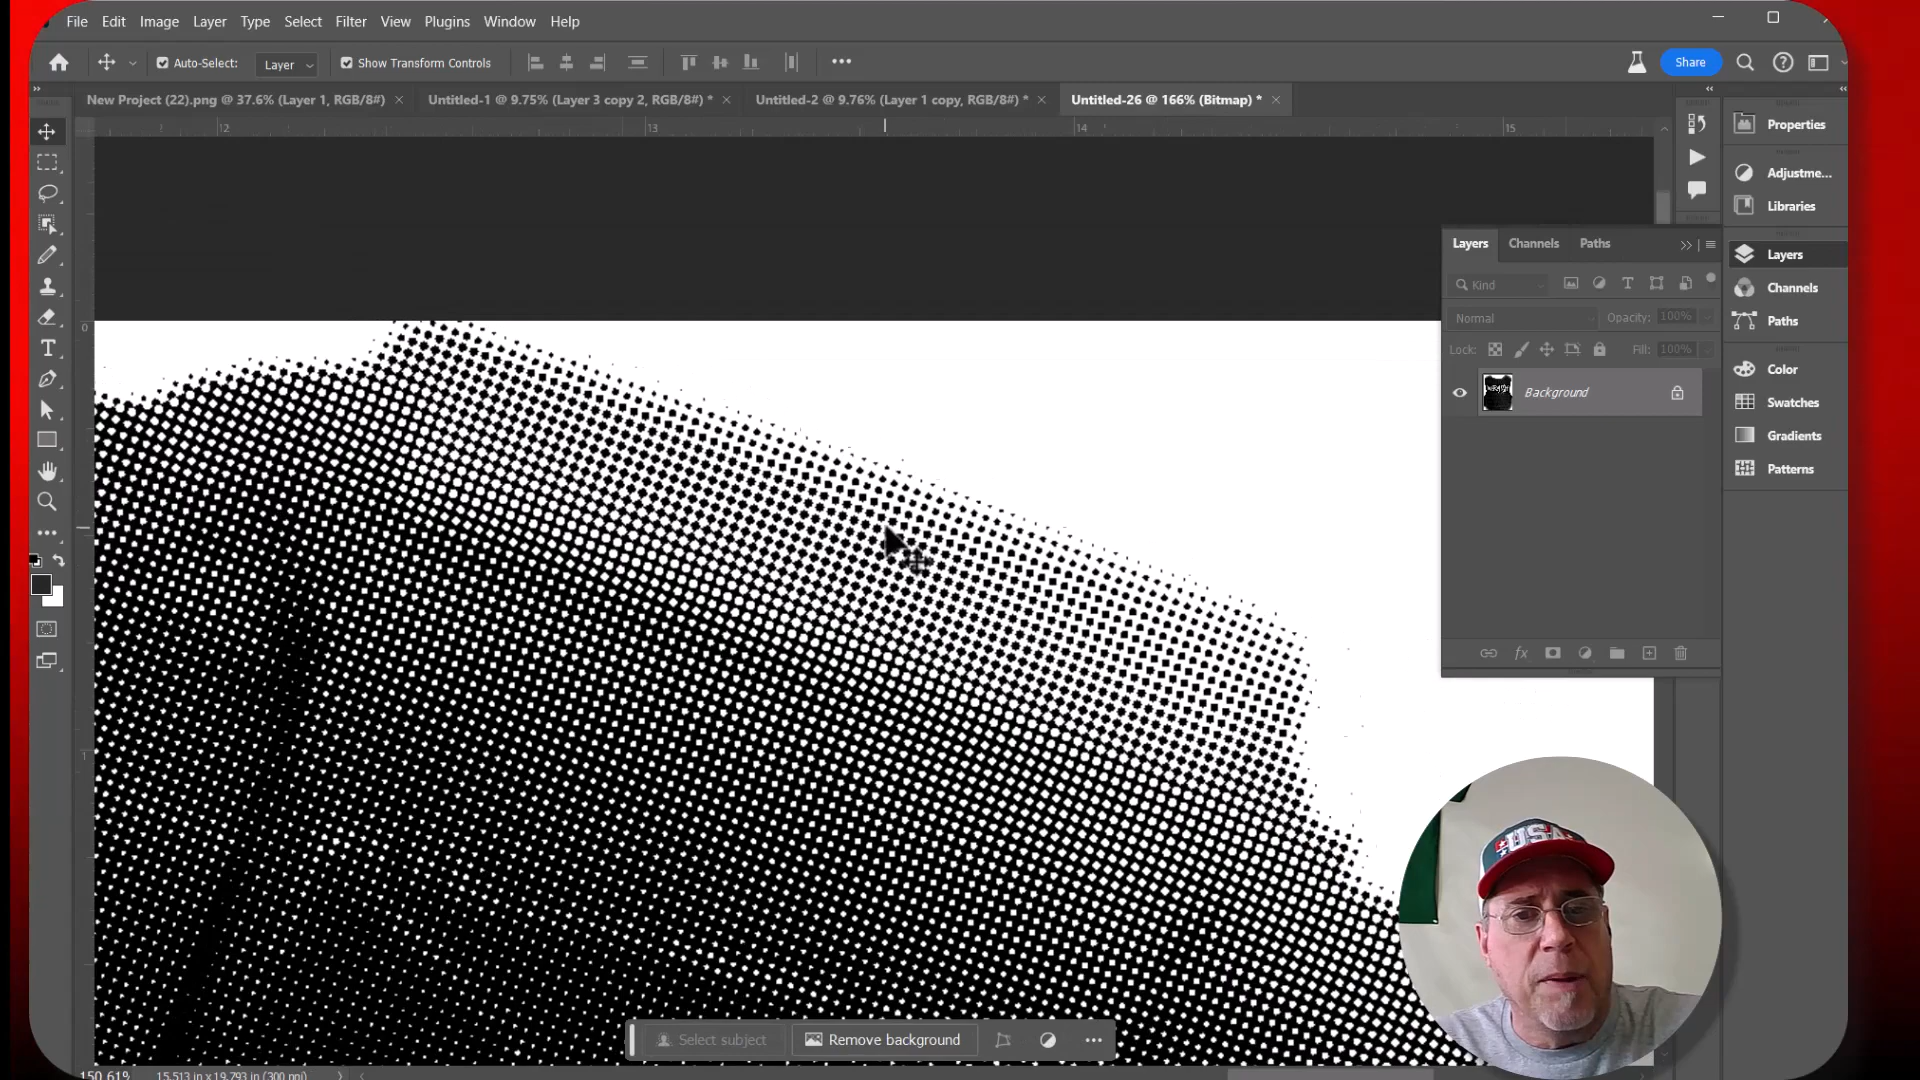 File Edit Image Layer Type Select Filter View Plugins Window Help
Auto-Select: Layer Show Transform Controls Share
New Project (22).png @ 37.6% (Layer 1, RGB/8#) Untitled-1 @ 9.75% (Layer 3 copy 2, RGB/8#) * Untitled-2 @ 9.76% (Layer 1 copy, RGB/8#) * Untitled-26 @ 166% (Bitmap) *
12 13 14 15
0
1
Properties
Adjustme...
Libraries
Layers
Channels
Paths
Color
Swatches
Gradients
Patterns
Layers Channels Paths
Kind
Normal Opacity: 100%
Lock: Fill: 100%
Background
USA
Select subject Remove background
150.61% 15.513 in x 19.793 in (300 ppi)